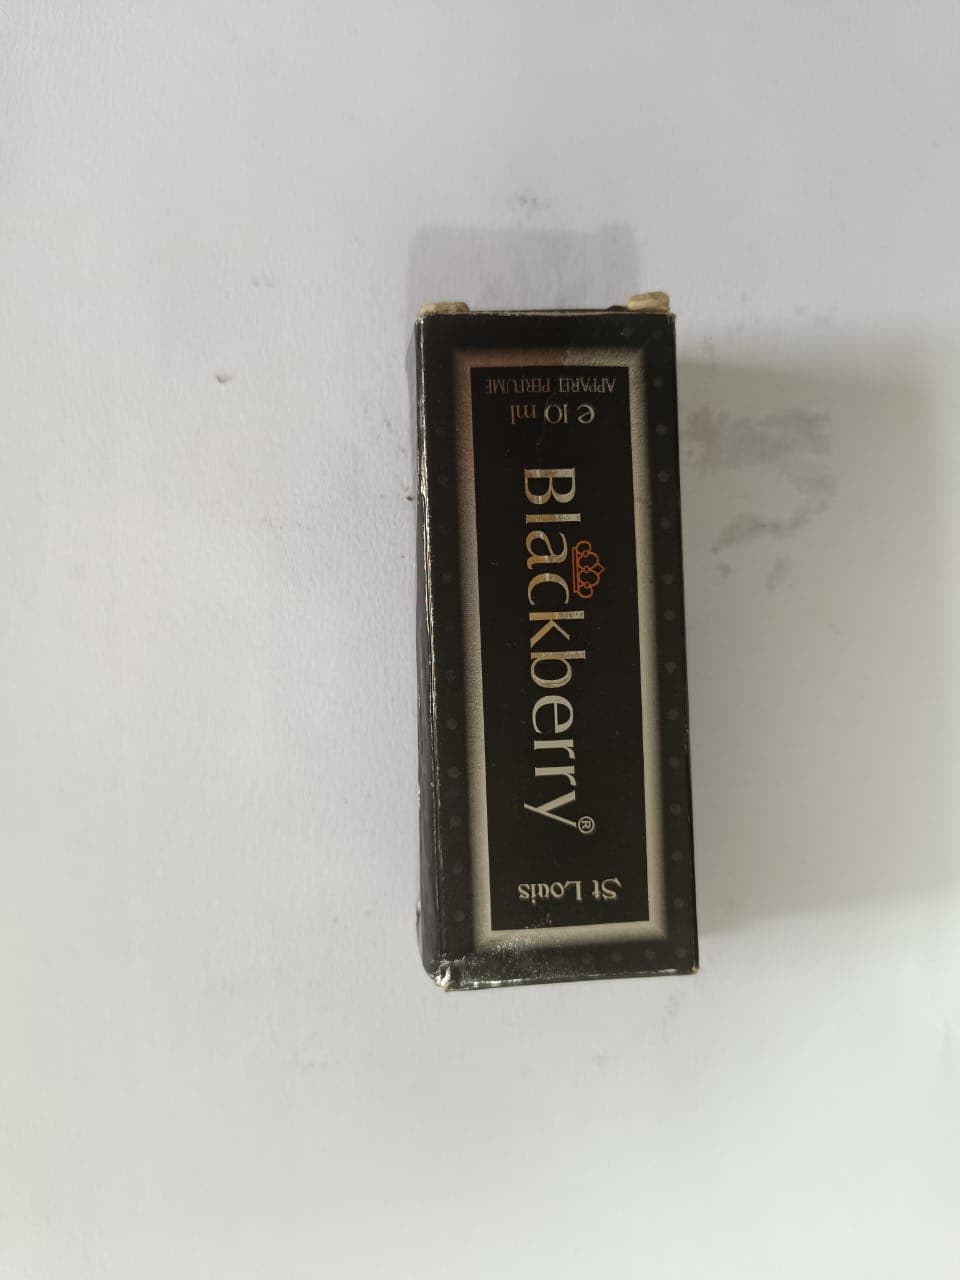 St Louis
Blackberry®
℮ 10 ml
APPAREL PERFUME